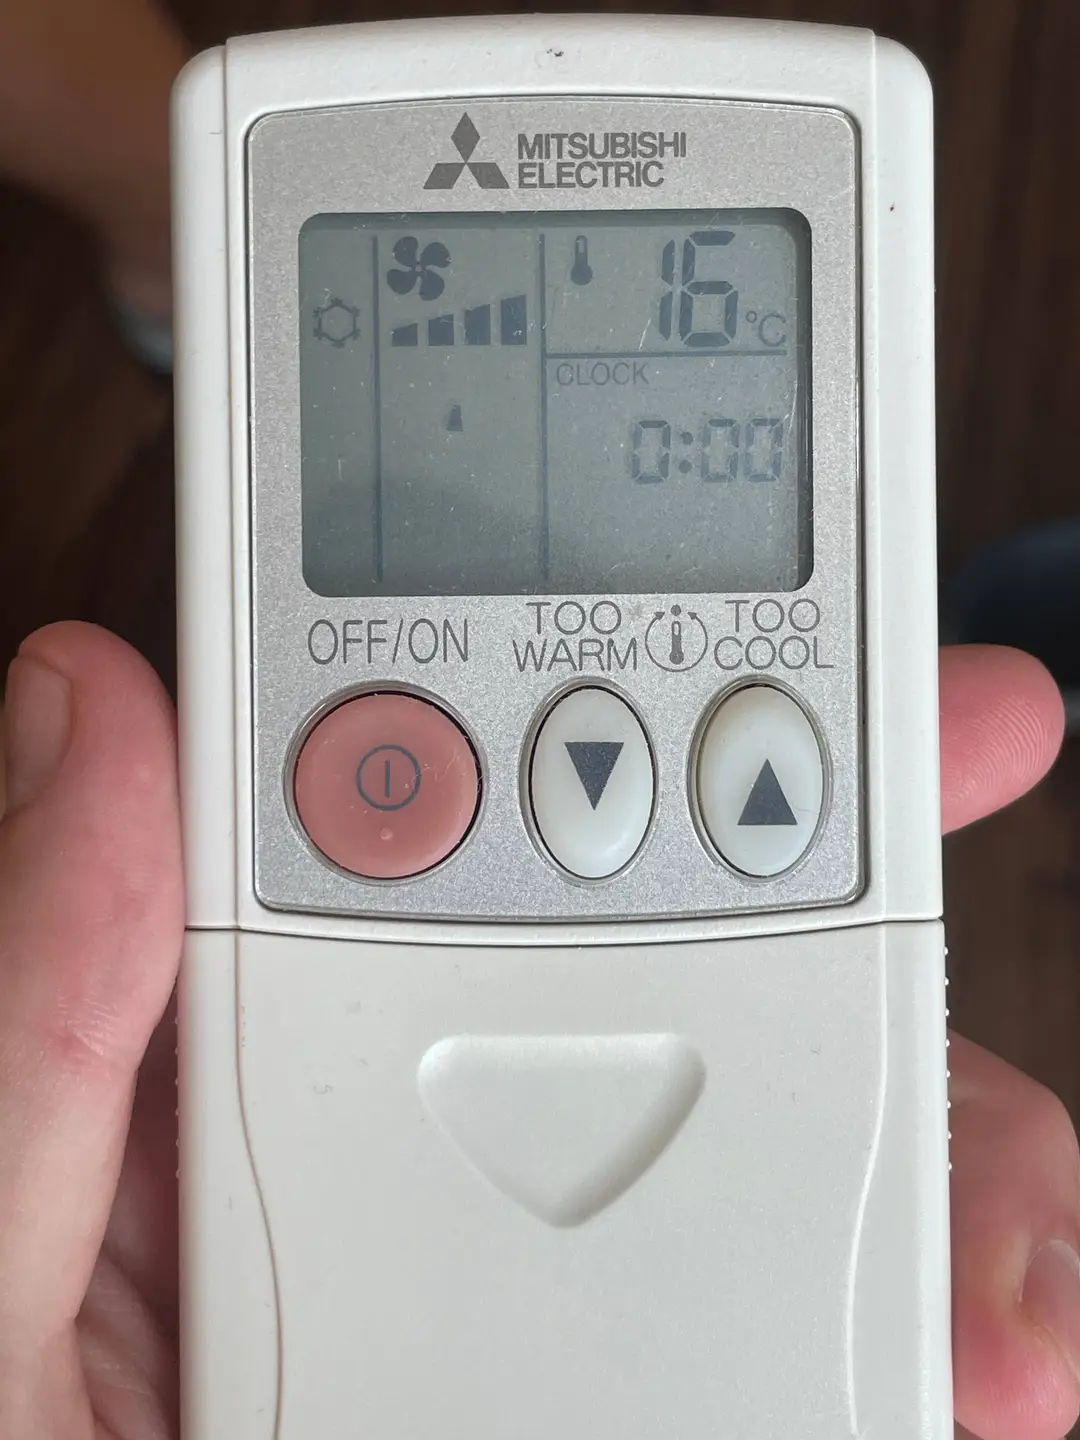 MITSUBISHI
ELECTRIC
16°C
CLOCK
0:00
OFF/ON
TOO WARM
TOO COOL